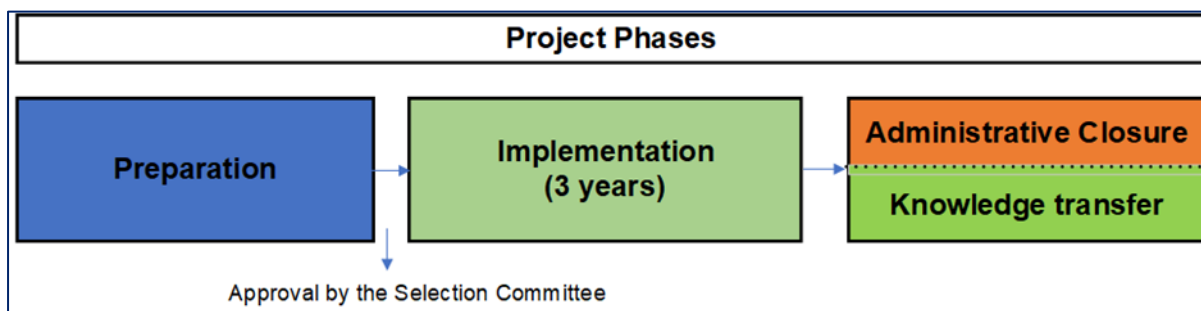 Project Phases
Preparation
Implementation
(3 years)
Administrative Closure
Knowledge transfer
Approval by the Selection Committee